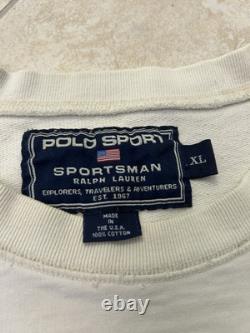 POLO SPORT
SPORTSMAN
RALPH LAUREN
EXPLORERS, TRAVELERS & ADVENTURERS
EST. 1967
XL
MADE
IN
THE U.S.A.
100% COTTON